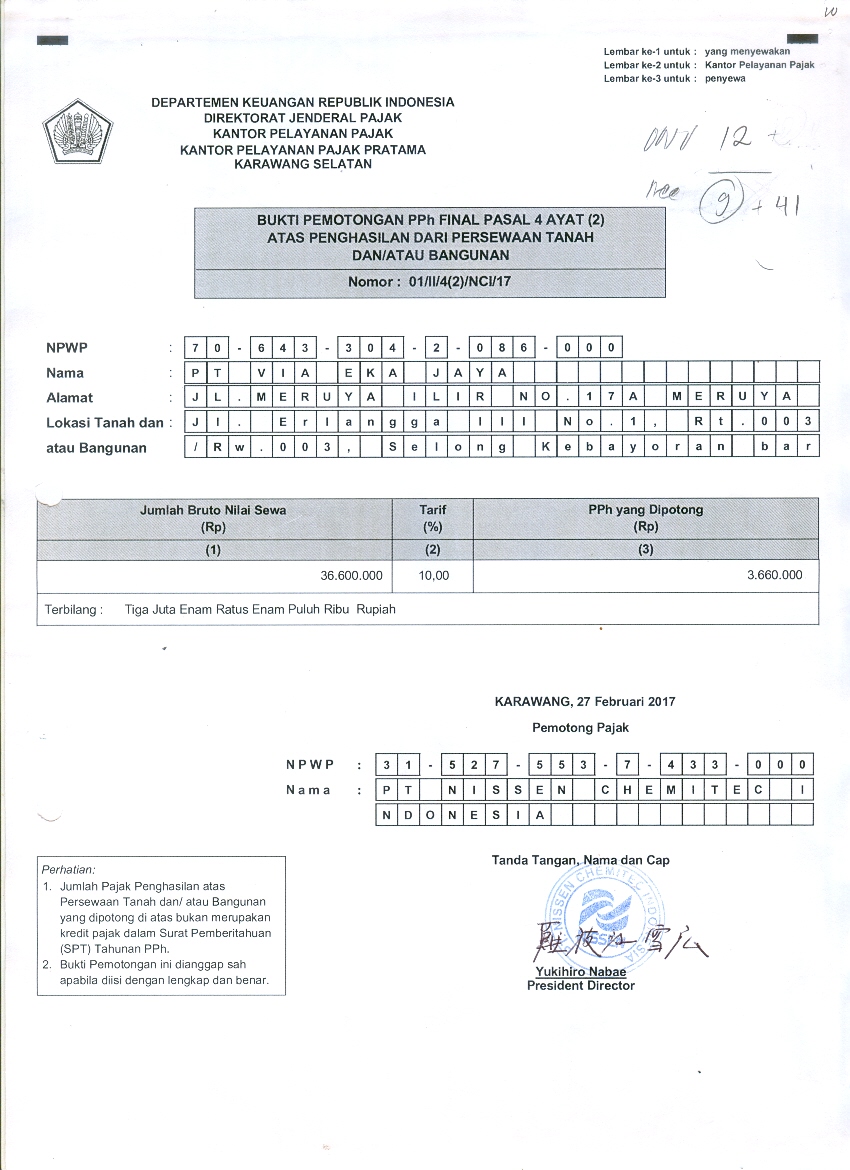 Lembar ke-1 untuk : yang menyewakan
Lembar ke-2 untuk : Kantor Pelayanan Pajak
Lembar ke-3 untuk : penyewa
DEPARTEMEN KEUANGAN REPUBLIK INDONESIA
DIREKTORAT JENDERAL PAJAK
KANTOR PELAYANAN PAJAK
KANTOR PELAYANAN PAJAK PRATAMA
KARAWANG SELATAN
12
9 + 41
BUKTI PEMOTONGAN PPh FINAL PASAL 4 AYAT (2)
ATAS PENGHASILAN DARI PERSEWAAN TANAH
DAN/ATAU BANGUNAN
Nomor : 01/II/4(2)/NCI/17
NPWP : 70-643-304-2-086-000
Nama : PT VIA EKA JAYA
Alamat : JL.MERUYA ILIR NO.17A MERUYA
Lokasi Tanah dan : Jl. Erlangga III No.1, Rt.003
atau Bangunan /Rw.003, Selong Kebayoran bar
Jumlah Bruto Nilai Sewa (Rp) Tarif (%) PPh yang Dipotong (Rp)
(1) (2) (3)
36.600.000 10,00 3.660.000
Terbilang : Tiga Juta Enam Ratus Enam Puluh Ribu Rupiah
KARAWANG, 27 Februari 2017
Pemotong Pajak
NPWP : 31-527-553-7-433-000
Nama : PT NISSEN CHEMITEC I
NDONESIA
Tanda Tangan, Nama dan Cap
NISSEN CHEMITEC INDONESIA
Yukihiro Nabae
President Director
Perhatian:
1. Jumlah Pajak Penghasilan atas
Persewaan Tanah dan/ atau Bangunan
yang dipotong di atas bukan merupakan
kredit pajak dalam Surat Pemberitahuan
(SPT) Tahunan PPh.
2. Bukti Pemotongan ini dianggap sah
apabila diisi dengan lengkap dan benar.